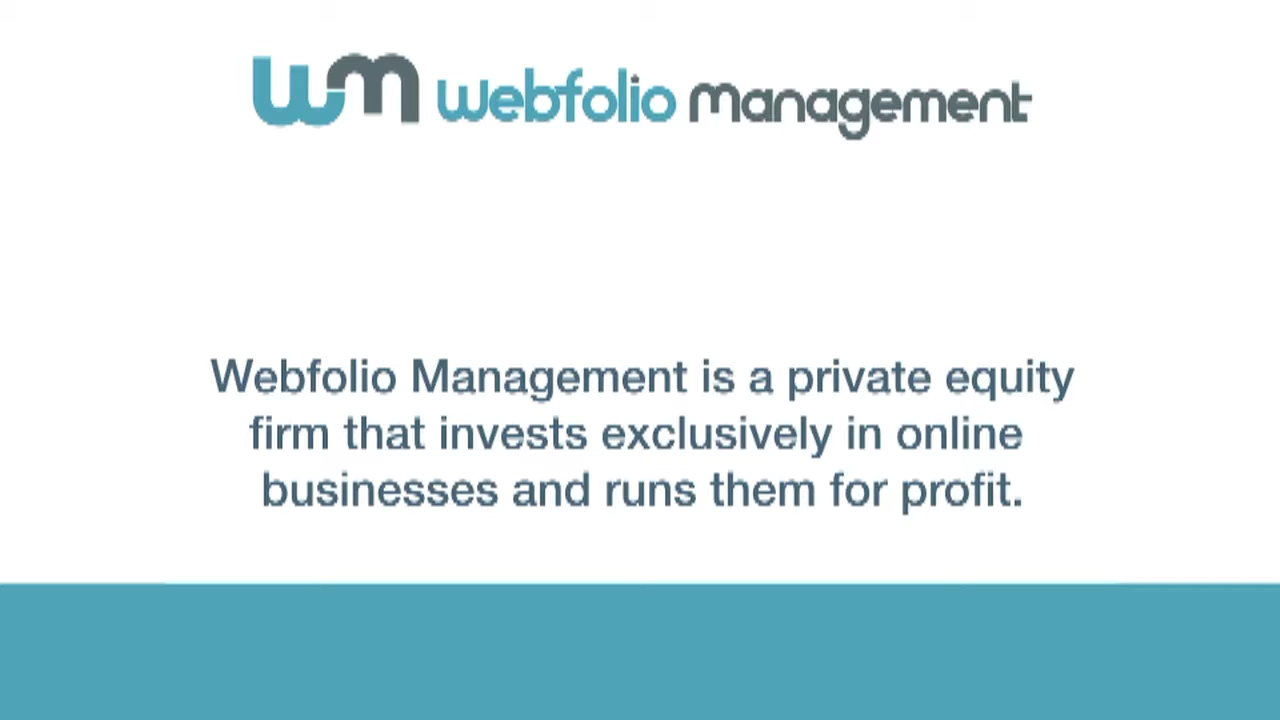 wm webfolio management
Webfolio Management is a private equity
firm that invests exclusively in online
businesses and runs them for profit.